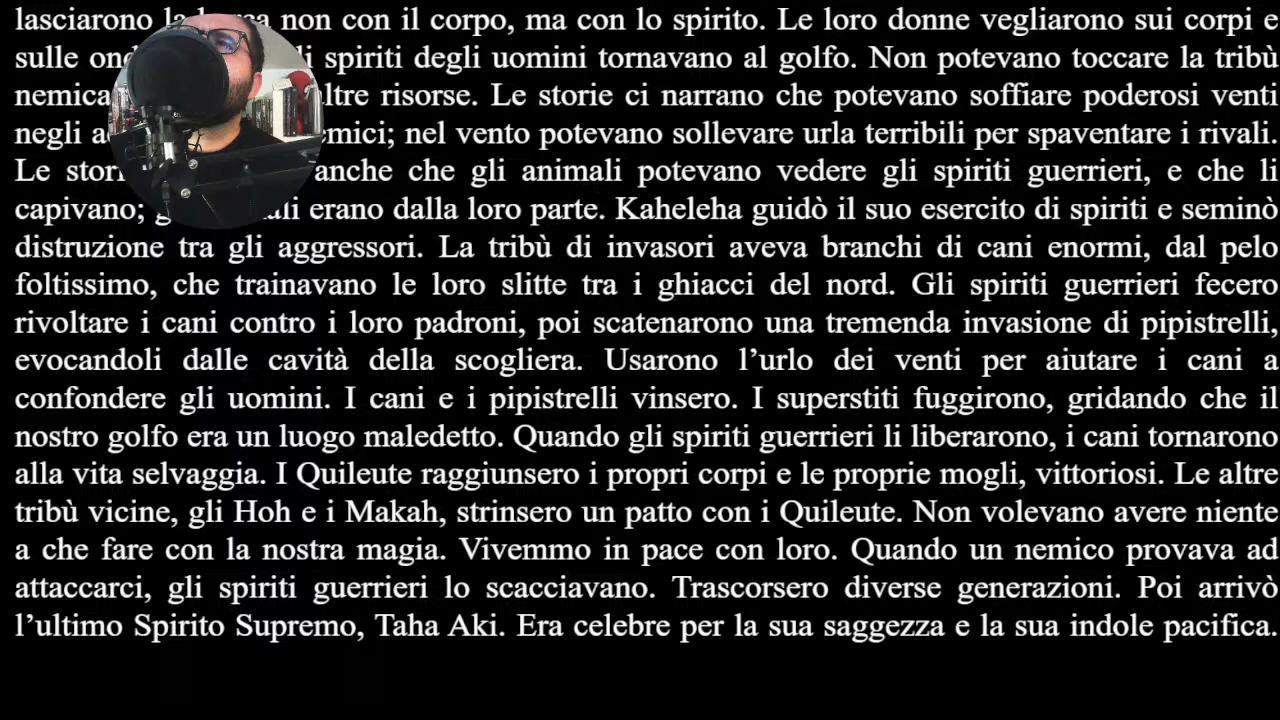 lasciarono non con il corpo, ma con lo spirito. Le loro donne vegliarono sui corpi e
sulle spiriti degli uomini tornavano al golfo. Non potevano toccare la tribù
nemica altre risorse. Le storie ci narrano che potevano soffiare poderosi venti
negli nel vento potevano sollevare urla terribili per spaventare i rivali.
Le anche che gli animali potevano vedere gli spiriti guerrieri, e che li
capivano; erano dalla loro parte. Kaheleha guidò il suo esercito di spiriti e seminò
distruzione tra gli aggressori. La tribù di invasori aveva branchi di cani enormi, dal pelo
foltissimo, che trainavano le loro slitte tra i ghiacci del nord. Gli spiriti guerrieri fecero
rivoltare i cani contro i loro padroni, poi scatenarono una tremenda invasione di pipistrelli,
evocandoli dalle cavità della scogliera. Usarono l’urlo dei venti per aiutare i cani a
confondere gli uomini. I cani e i pipistrelli vinsero. I superstiti fuggirono, gridando che il
nostro golfo era un luogo maledetto. Quando gli spiriti guerrieri li liberarono, i cani tornarono
alla vita selvaggia. I Quileute raggiunsero i propri corpi e le proprie mogli, vittoriosi. Le altre
tribù vicine, gli Hoh e i Makah, strinsero un patto con i Quileute. Non volevano avere niente
a che fare con la nostra magia. Vivemmo in pace con loro. Quando un nemico provava ad
attaccarci, gli spiriti guerrieri lo scacciavano. Trascorsero diverse generazioni. Poi arrivò
l’ultimo Spirito Supremo, Taha Aki. Era celebre per la sua saggezza e la sua indole pacifica.